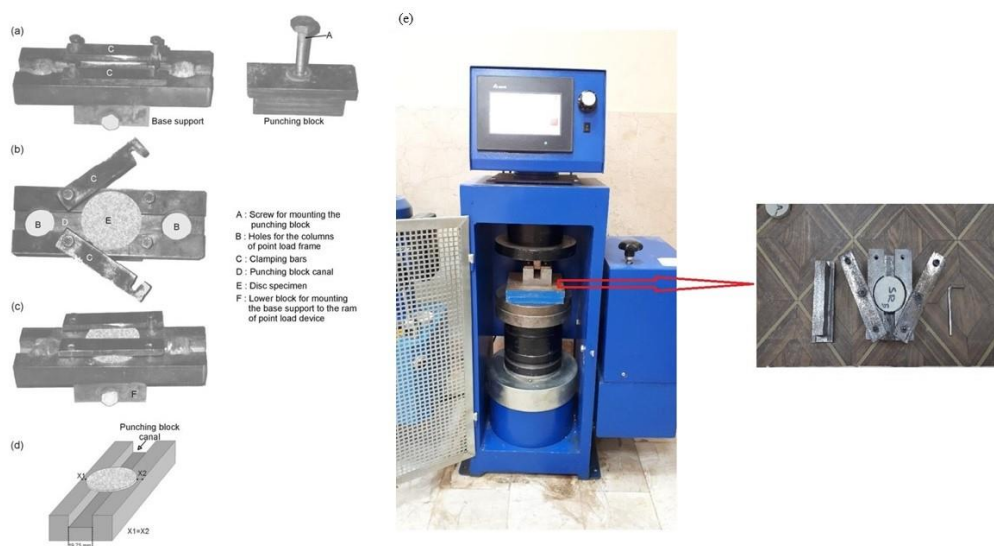 (a)
A
C
C
Base support
Punching block
(b)
C
B
D
E
B
C
A : Screw for mounting the
punching block
B : Holes for the columns
of point load frame
C : Clamping bars
D : Punching block canal
E : Disc specimen
F : Lower block for mounting
the base support to the ram
of point load device
(c)
F
(d)
Punching block
canal
X1
X2
X1=X2
(e)